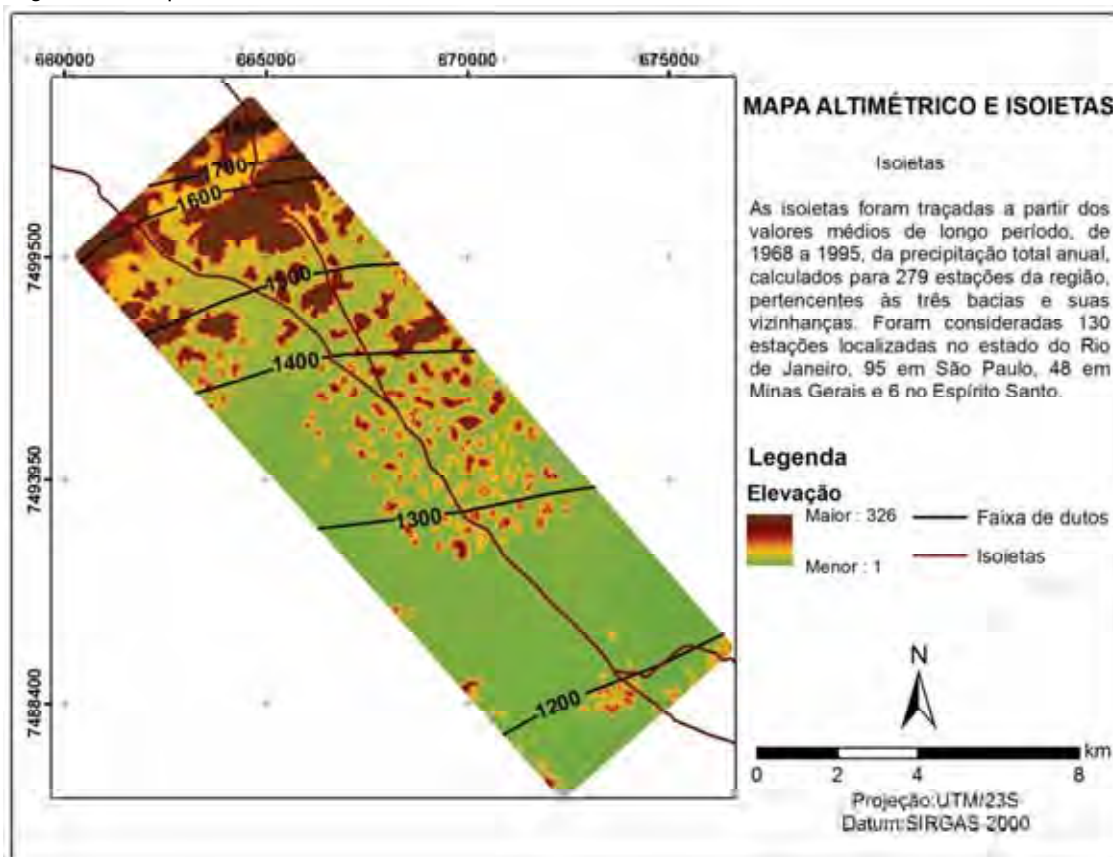 660000 665000 670000 675000
7499500
7493950
7488400
1700
1600
1500
1400
1300
1200
MAPA ALTIMÉTRICO E ISOIETAS
Isoietas
As isoietas foram traçadas a partir dos
valores médios de longo período, de
1968 a 1995, da precipitação total anual,
calculados para 279 estações da região,
pertencentes às três bacias e suas
vizinhanças. Foram consideradas 130
estações localizadas no estado do Rio
de Janeiro, 95 em São Paulo, 48 em
Minas Gerais e 6 no Espírito Santo.
Legenda
Elevação
Maior : 326
Menor : 1
Faixa de dutos
Isoietas
N
km
0 2 4 8
Projeção:UTM/23S
Datum:SIRGAS 2000